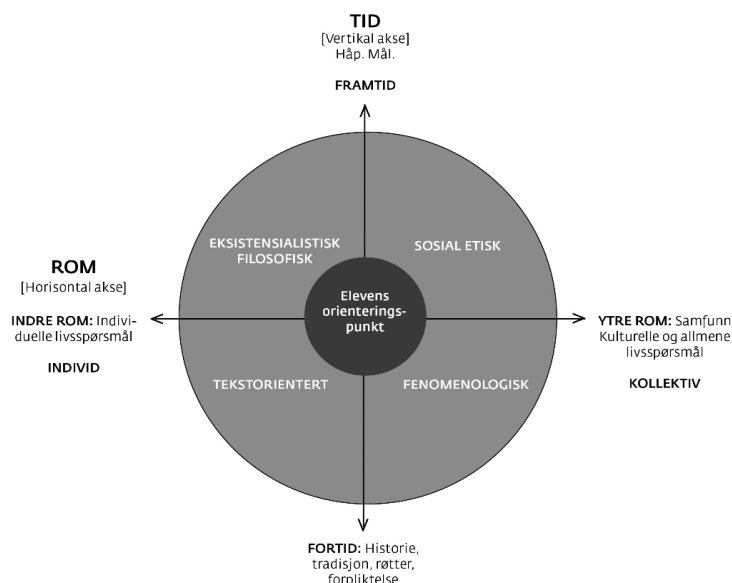 TID
[Vertikal akse]
Håp. Mål.
FRAMTID
EKSISTENSIALISTISK
FILOSOFISK
SOSIAL ETISK
ROM
[Horisontal akse]
INDRE ROM: Indivi-
duelle livsspørsmål
INDIVID
Elevens
orienterings-
punkt
YTRE ROM: Samfunn
Kulturelle og allmene
livsspørsmål
KOLLEKTIV
TEKSTORIENTERT
FENOMENOLOGISK
FORTID: Historie,
tradisjon, røtter,
forpliktelse